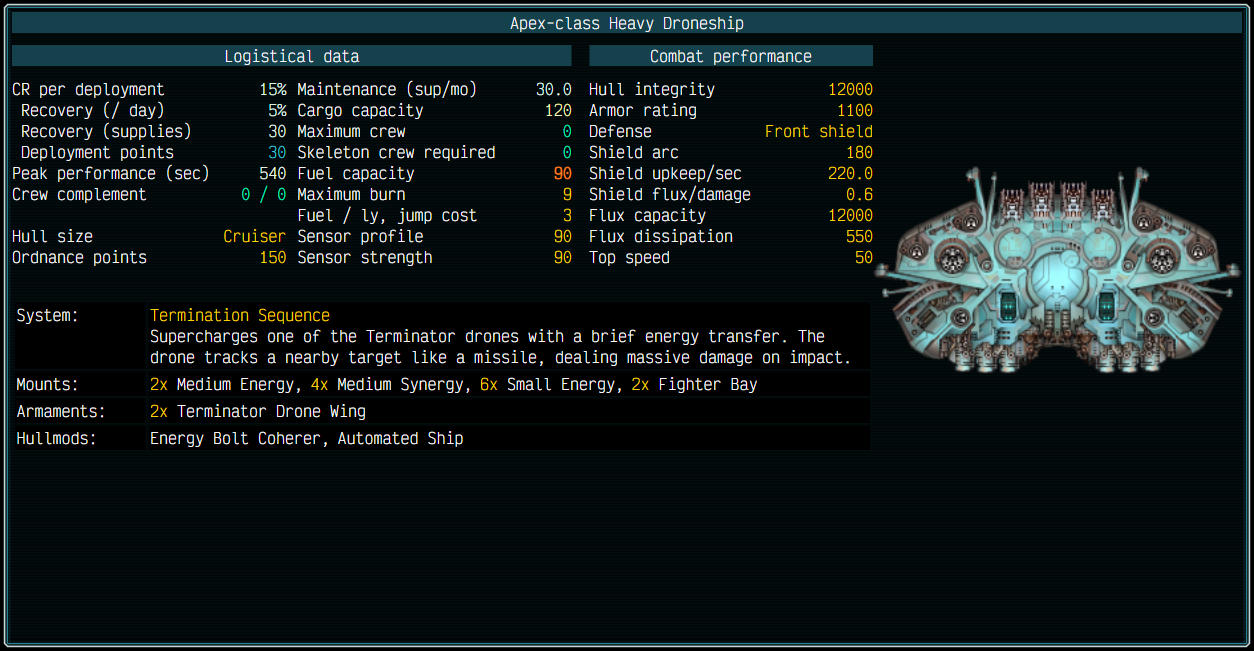 Apex-class Heavy Droneship
Logistical data
CR per deployment 15% Maintenance (sup/mo) 30.0
Recovery (/ day) 5% Cargo capacity 120
Recovery (supplies) 30 Maximum crew 0
Deployment points 30 Skeleton crew required 0
Peak performance (sec) 540 Fuel capacity 90
Crew complement 0 / 0 Maximum burn 9
Fuel / ly, jump cost 3
Hull size Cruiser Sensor profile 90
Ordnance points 150 Sensor strength 90
Combat performance
Hull integrity 12000
Armor rating 1100
Defense Front shield
Shield arc 180
Shield upkeep/sec 220.0
Shield flux/damage 0.6
Flux capacity 12000
Flux dissipation 550
Top speed 50
System: Termination Sequence
Supercharges one of the Terminator drones with a brief energy transfer. The
drone tracks a nearby target like a missile, dealing massive damage on impact.
Mounts: 2x Medium Energy, 4x Medium Synergy, 6x Small Energy, 2x Fighter Bay
Armaments: 2x Terminator Drone Wing
Hullmods: Energy Bolt Coherer, Automated Ship